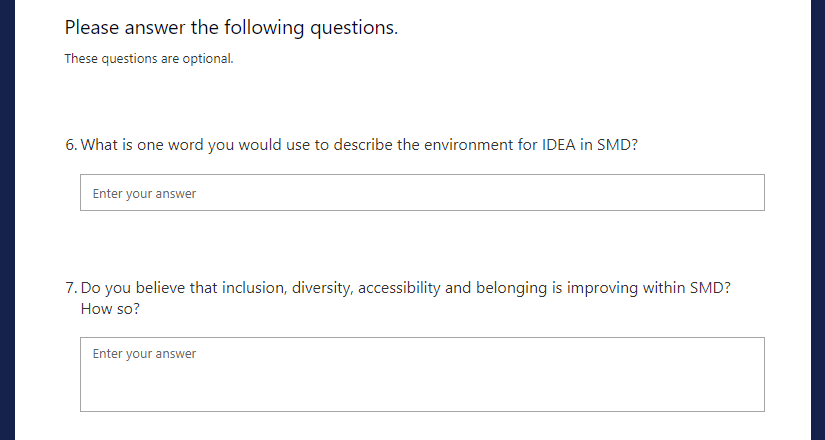 Please answer the following questions.
These questions are optional.
6. What is one word you would use to describe the environment for IDEA in SMD?
Enter your answer
7. Do you believe that inclusion, diversity, accessibility and belonging is improving within SMD?
How so?
Enter your answer